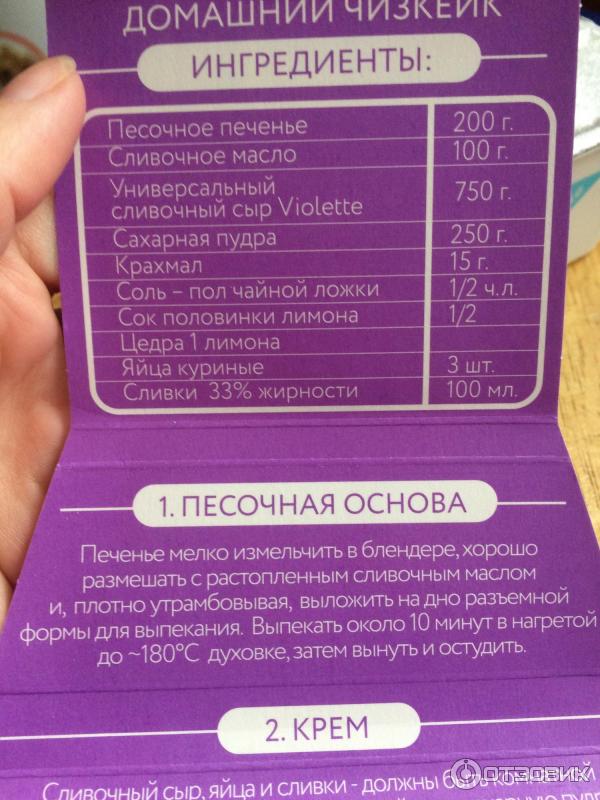 ДОМАШНИЙ ЧИЗКЕЙК
ИНГРЕДИЕНТЫ:
Песочное печенье 200 г.
Сливочное масло 100 г.
Универсальный
сливочный сыр Violette 750 г.
Сахарная пудра 250 г.
Крахмал 15 г.
Соль – пол чайной ложки 1/2 ч.л.
Сок половинки лимона 1/2
Цедра 1 лимона
Яйца куриные 3 шт.
Сливки 33% жирности 100 мл.
1. ПЕСОЧНАЯ ОСНОВА
Печенье мелко измельчить в блендере, хорошо
размешать с растопленным сливочным маслом
и, плотно утрамбовывая, выложить на дно разъемной
формы для выпекания. Выпекать около 10 минут в нагретой
до ~180°C духовке, затем вынуть и остудить.
2. КРЕМ
Сливочный сыр, яйца и сливки - должны быть
ОТЗОВИК